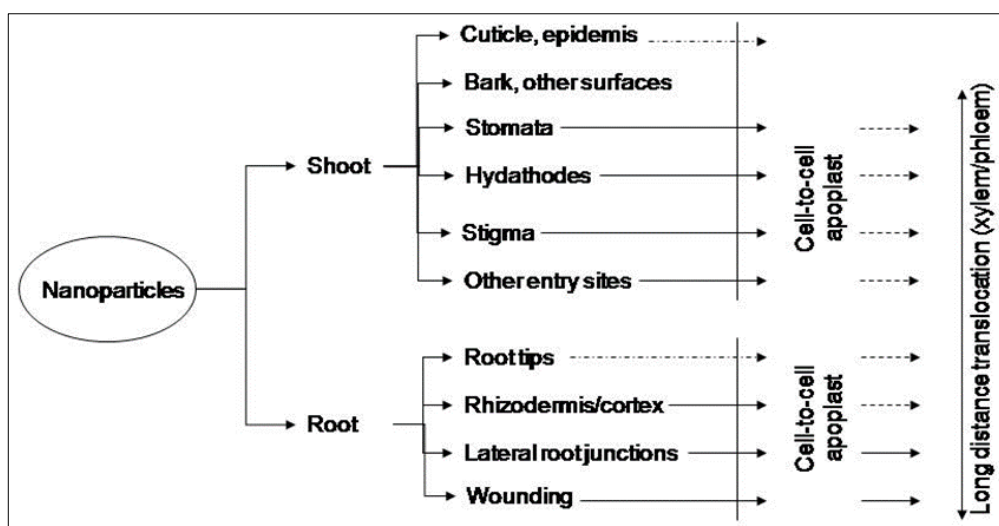 Cuticle, epidemis
Bark, other surfaces
Stomata
Shoot
Hydathodes
Stigma
Other entry sites
Cell-to-cell
apoplast
Nanoparticles
Root tips
Rhizodermis/cortex
Root
Lateral root junctions
Wounding
Cell-to-cell
apoplast
Long distance translocation (xylem/phloem)